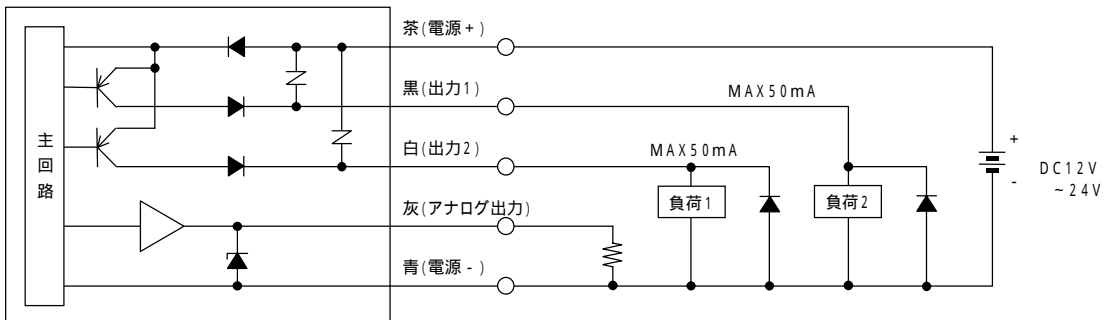 茶(電源+)
黒(出力1)
MAX50mA
主回路
白(出力2)
MAX50mA
+
-
DC12V
~24V
負荷1
負荷2
灰(アナログ出力)
青(電源-)